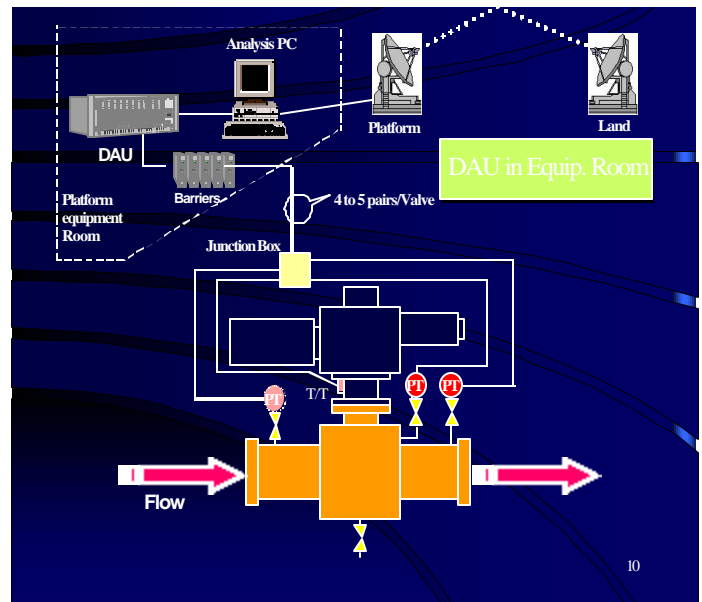 Analysis PC
Platform
Land
DAU
DAU in Equip. Room
Barriers
Platform
equipment
Room
4 to 5 pairs/Valve
Junction Box
T/T
PT
PT
PT
Flow
10